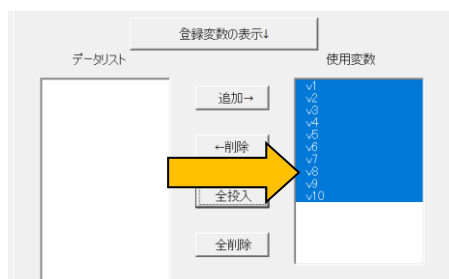 登録変数の表示↓
データリスト
使用変数
追加→
←削除
全投入
全削除
v1
v2
v3
v4
v5
v6
v7
v8
v9
v10